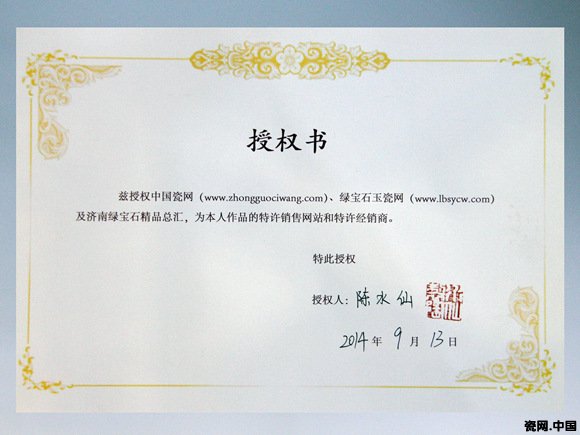 授权书
兹授权中国瓷网（www.zhongguociwang.com）、绿宝石玉瓷网（www.lbsycw.com）
及济南绿宝石精品总汇，为本人作品的特许销售网站和特许经销商。
特此授权
授权人：陈水仙
2014年9月13日
瓷网.中国